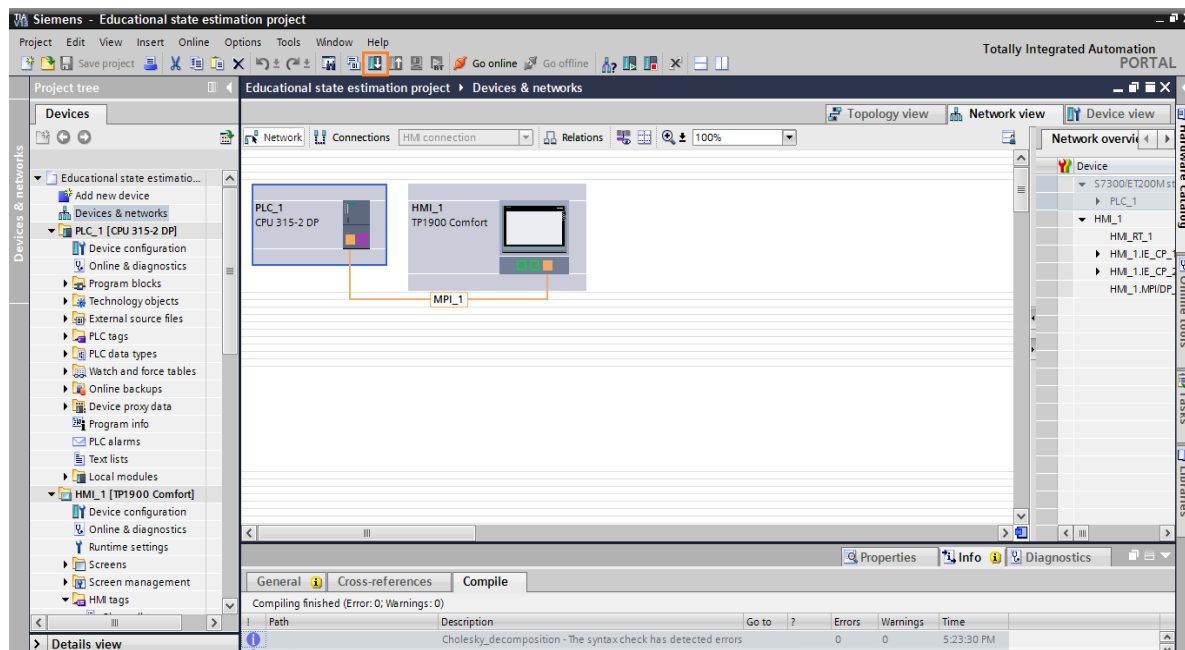 Siemens - Educational state estimation project
Project Edit View Insert Online Options Tools Window Help
Totally Integrated Automation
PORTAL
Save project
Go online
Go offline
Project tree
Educational state estimation project Devices & networks
Devices
Topology view
Network view
Device view
Network
Connections
HMI connection
Relations
100%
Network overvie
Devices & networks
Educational state estimatio...
Add new device
Devices & networks
PLC_1 [CPU 315-2 DP]
Device configuration
Online & diagnostics
Program blocks
Technology objects
External source files
PLC tags
PLC data types
Watch and force tables
Online backups
Device proxy data
Program info
PLC alarms
Text lists
Local modules
HMI_1 [TP1900 Comfort]
Device configuration
Online & diagnostics
Runtime settings
Screens
Screen management
HMI tags
Details view
PLC_1
CPU 315-2 DP
HMI_1
TP1900 Comfort
MPI_1
Device
S7300/ET200M st
PLC_1
HMI_1
HMI_RT_1
HMI_1.IE_CP_1
HMI_1.IE_CP_2
HMI_1.MPI/DP_
Hardware catalog
Online tools
Tasks
Libraries
Properties
Info
Diagnostics
General
Cross-references
Compile
Compiling finished (Error: 0; Warnings: 0)
! Path Description Go to ? Errors Warnings Time
Cholesky_decomposition - The syntax check has detected errors 0 0 5:23:30 PM